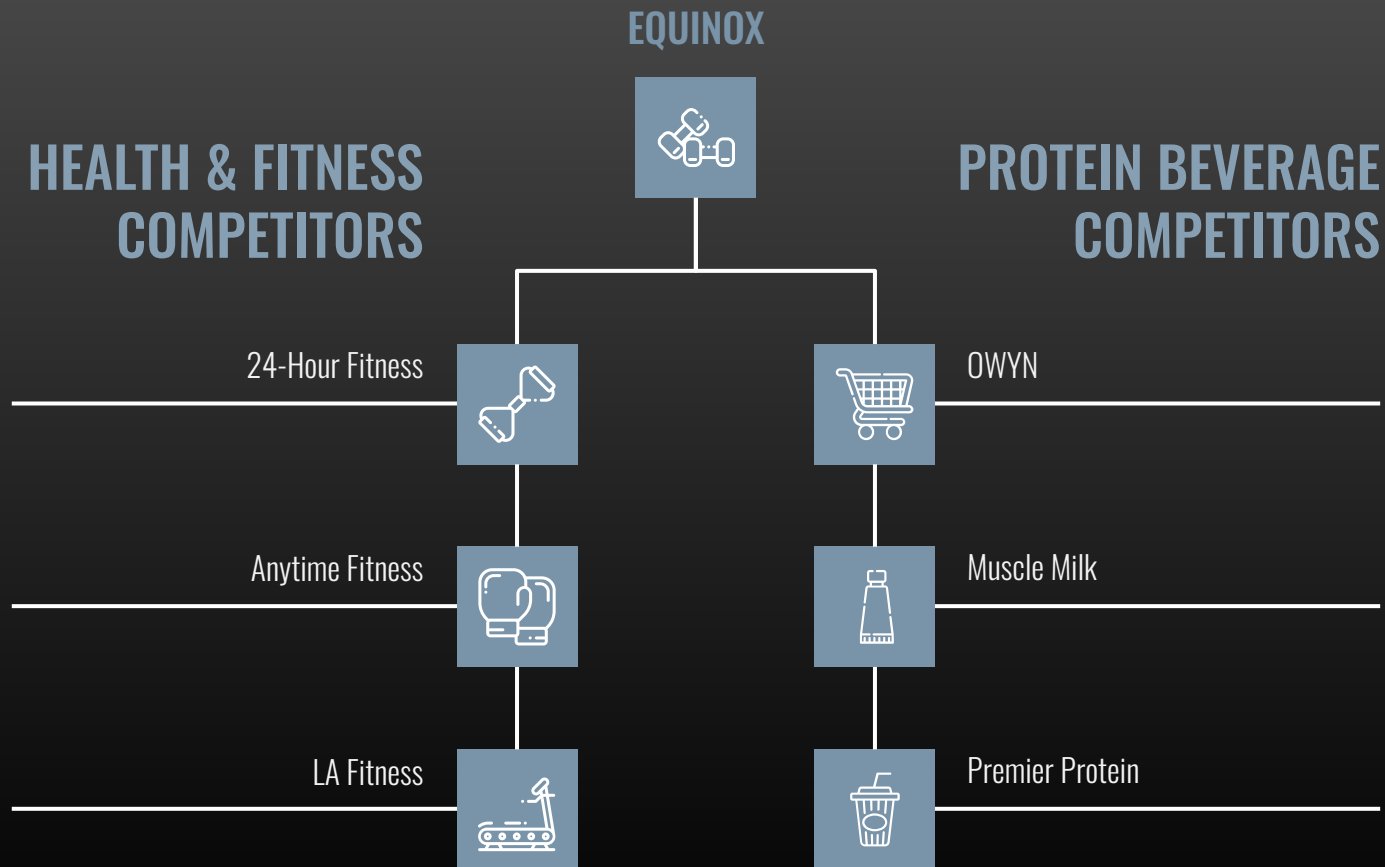 EQUINOX
HEALTH & FITNESS
COMPETITORS
24-Hour Fitness
Anytime Fitness
LA Fitness
PROTEIN BEVERAGE
COMPETITORS
OWYN
Muscle Milk
Premier Protein